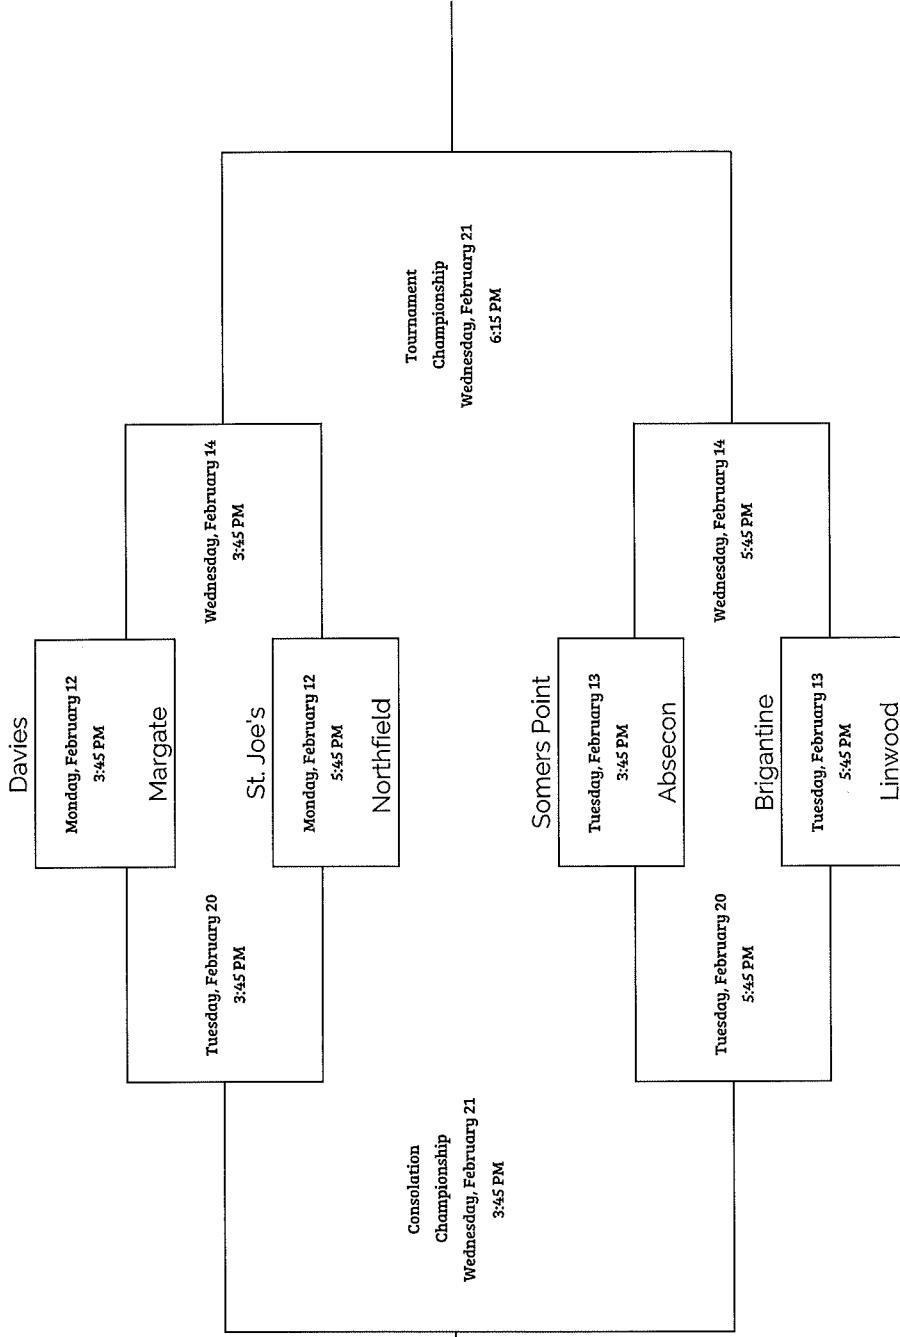 Davies
Monday, February 12
3:45 PM
Margate
St. Joe's
Monday, February 12
5:45 PM
Northfield
Somers Point
Tuesday, February 13
3:45 PM
Absecon
Brigantine
Tuesday, February 13
5:45 PM
Linwood
Tuesday, February 20
3:45 PM
Tuesday, February 20
5:45 PM
Consolation
Championship
Wednesday, February 21
3:45 PM
Wednesday, February 14
3:45 PM
Wednesday, February 14
5:45 PM
Tournament
Championship
Wednesday, February 21
6:15 PM